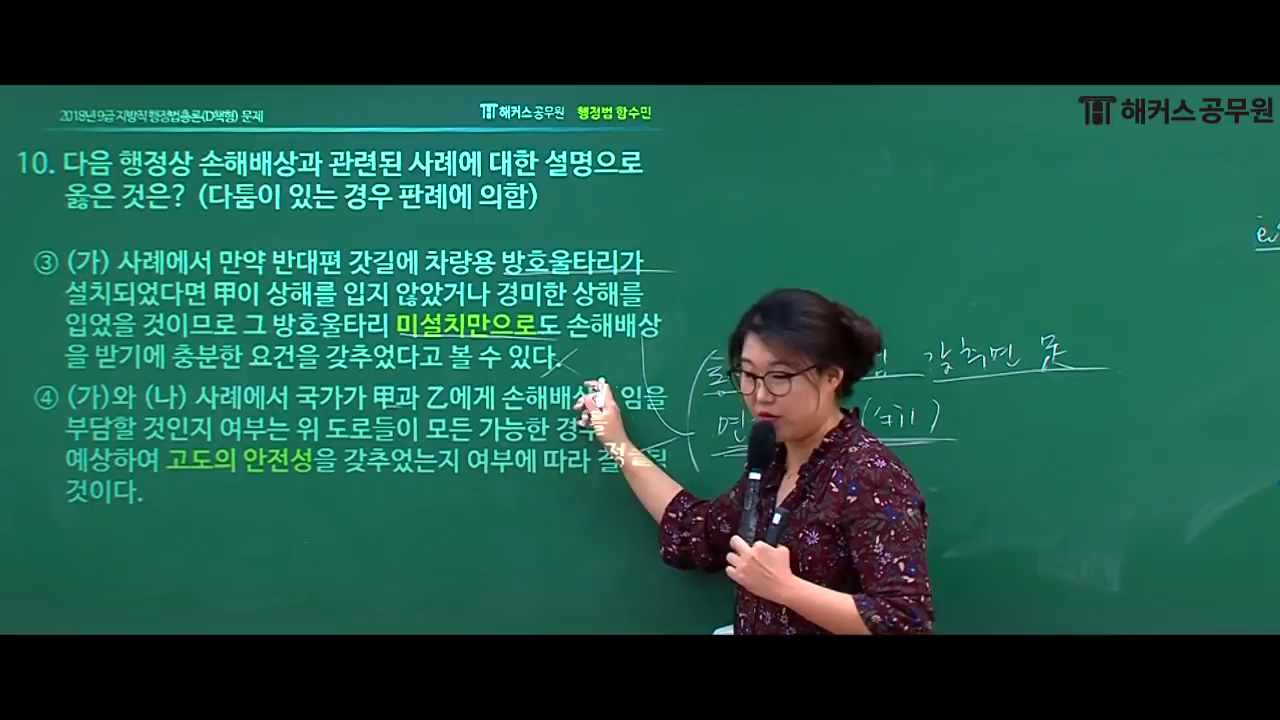 2018년 9급 지방직 행정법총론(D책형) 문제
해커스공무원 행정법 함수민
해커스공무원
10. 다음 행정상 손해배상과 관련된 사례에 대한 설명으로
옳은 것은? (다툼이 있는 경우 판례에 의함)
③ (가) 사례에서 만약 반대편 갓길에 차량용 방호울타리가
설치되었다면 甲이 상해를 입지 않았거나 경미한 상해를
입었을 것이므로 그 방호울타리 미설치만으로도 손해배상
을 받기에 충분한 요건을 갖추었다고 볼 수 있다.
④ (가)와 (나) 사례에서 국가가 甲과 乙에게 손해배상 임을
부담할 것인지 여부는 위 도로들이 모든 가능한 경우를
예상하여 고도의 안전성을 갖추었는지 여부에 따라 될
것이다.
갖추면 足